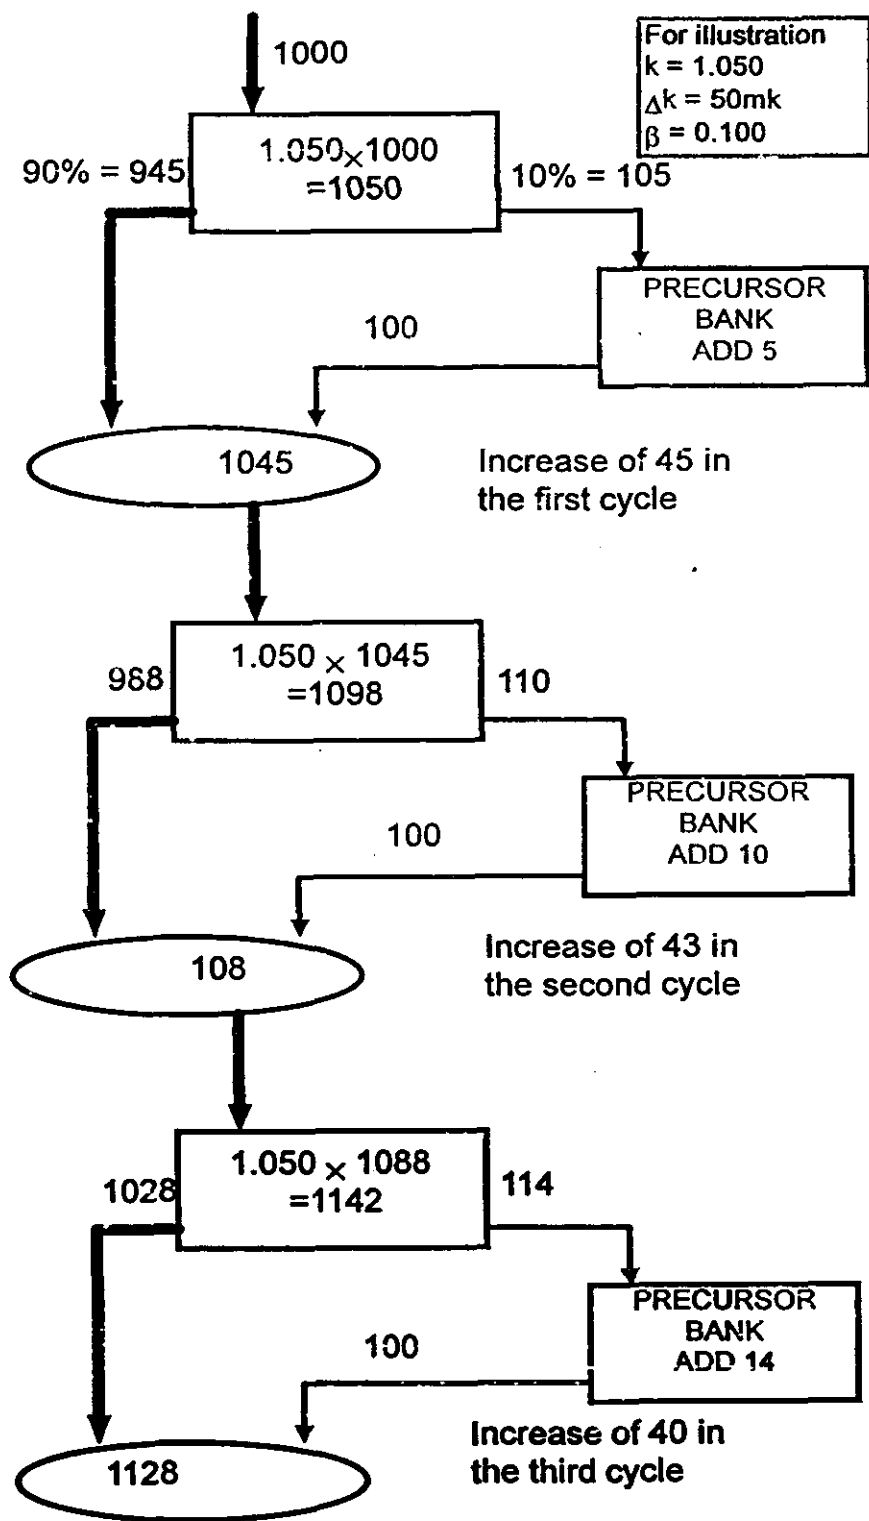 1000
For illustration
k = 1.050
Δk = 50mk
β = 0.100
90% = 945
1.050×1000
=1050
10% = 105
PRECURSOR
BANK
ADD 5
100
1045
Increase of 45 in
the first cycle
988
1.050 × 1045
=1098
110
PRECURSOR
BANK
ADD 10
100
108
Increase of 43 in
the second cycle
1028
1.050 × 1088
=1142
114
PRECURSOR
BANK
ADD 14
100
1128
Increase of 40 in
the third cycle